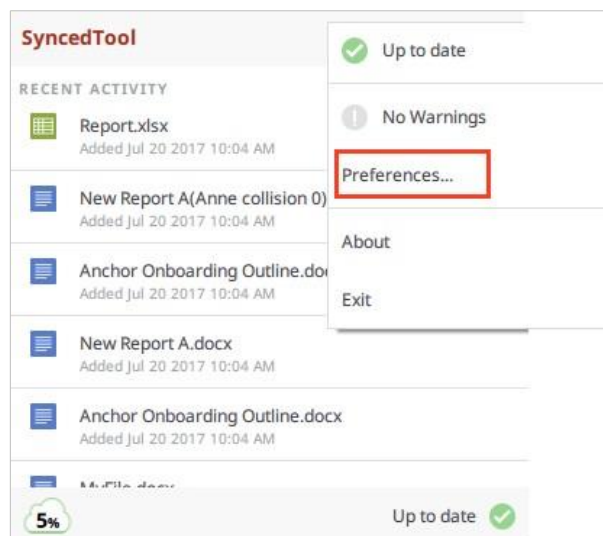 SyncedTool
RECENT ACTIVITY
Report.xlsx
Added Jul 20 2017 10:04 AM
New Report A(Anne collision 0)
Added Jul 20 2017 10:04 AM
Anchor Onboarding Outline.do
Added Jul 20 2017 10:04 AM
New Report A.docx
Added Jul 20 2017 10:04 AM
Anchor Onboarding Outline.docx
Added Jul 20 2017 10:04 AM
MyFile.docx
5%
Up to date
Up to date
No Warnings
Preferences...
About
Exit